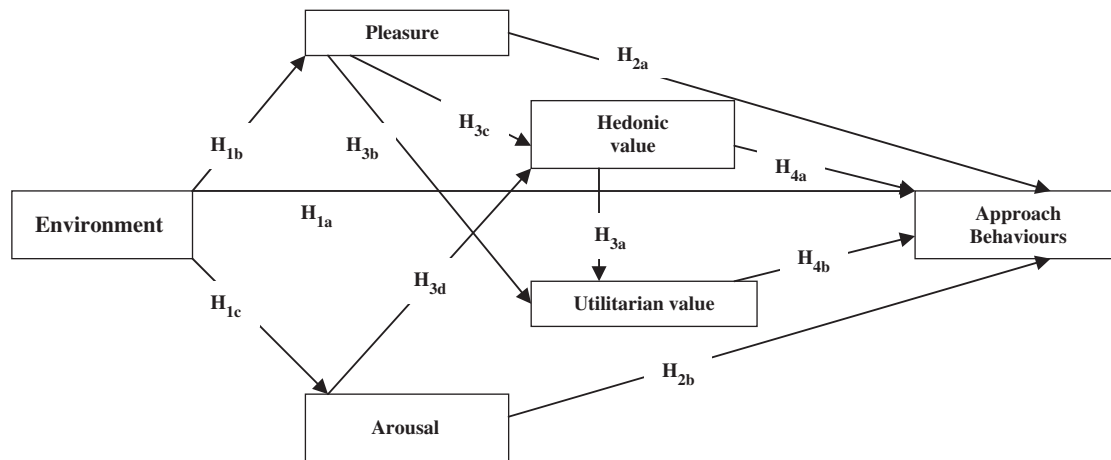 Pleasure
H2a
Hedonic
value
H3c
H1b
H3b
H4a
Environment
H1a
Approach
Behaviours
H3a
H4b
H1c
H3d
Utilitarian value
H2b
Arousal